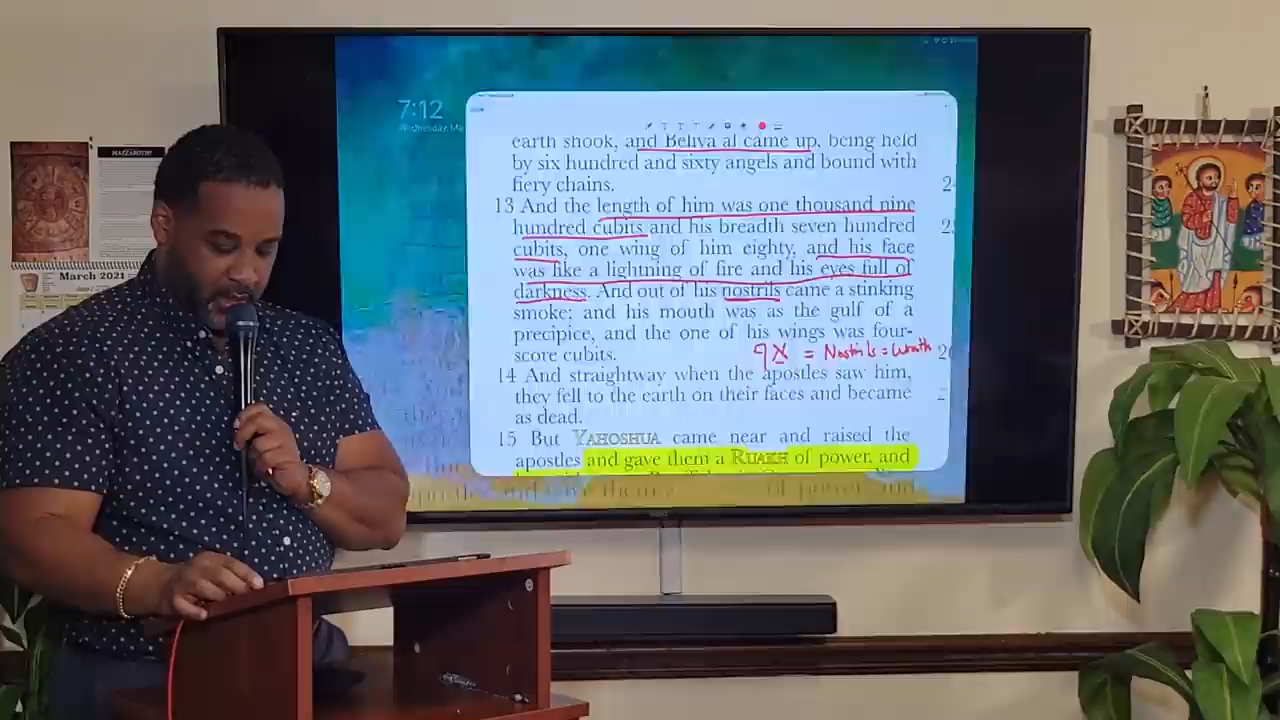 MAZZAROTH
March 2021
7:12
Wednesday, Ma
earth shook, and Beliya al came up, being held
by six hundred and sixty angels and bound with
fiery chains.
13 And the length of him was one thousand nine
hundred cubits and his breadth seven hundred
cubits, one wing of him eighty, and his face
was like a lightning of fire and his eyes full of
darkness. And out of his nostrils came a stinking
smoke; and his mouth was as the gulf of a
precipice, and the one of his wings was four-
score cubits.
= Nostrils = wrath
14 And straightway when the apostles saw him,
they fell to the earth on their faces and became
as dead.
15 But YAHOSHUA came near and raised the
apostles and gave them a RUAKH of power, and
of power and